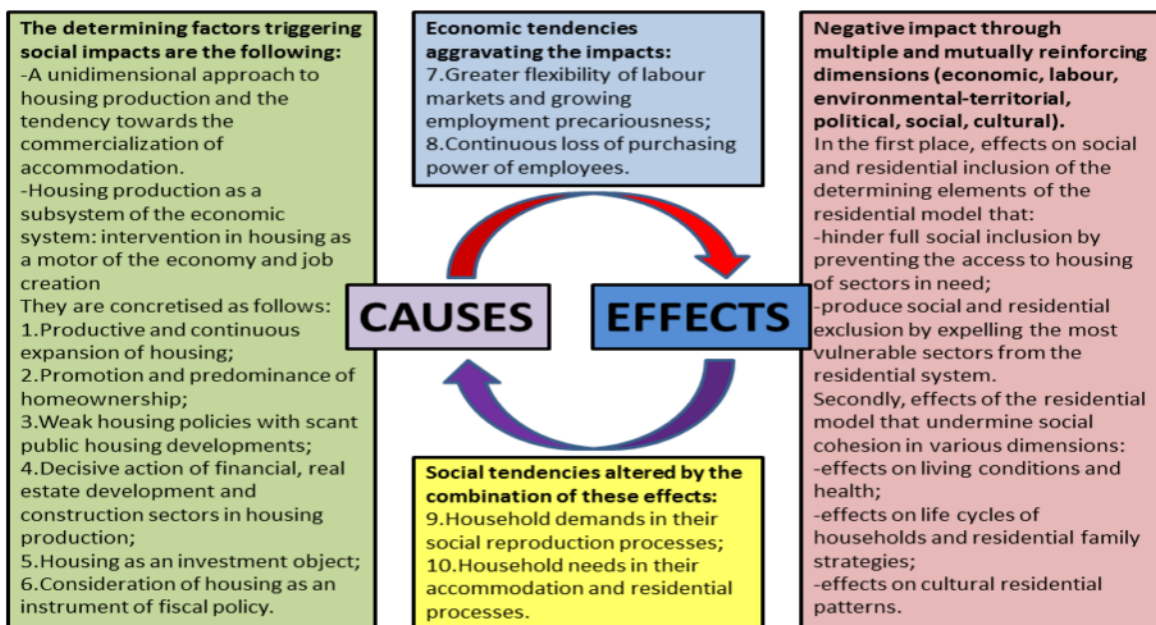 The determining factors triggering
social impacts are the following:
-A unidimensional approach to
housing production and the
tendency towards the
commercialization of
accommodation.
-Housing production as a
subsystem of the economic
system: intervention in housing as
a motor of the economy and job
creation
They are concretised as follows:
1.Productive and continuous
expansion of housing;
2.Promotion and predominance of
homeownership;
3.Weak housing policies with scant
public housing developments;
4.Decisive action of financial, real
estate development and
construction sectors in housing
production;
5.Housing as an investment object;
6.Consideration of housing as an
instrument of fiscal policy.
Economic tendencies
aggravating the impacts:
7.Greater flexibility of labour
markets and growing
employment precariousness;
8.Continuous loss of purchasing
power of employees.
CAUSES
EFFECTS
Social tendencies altered by the
combination of these effects:
9.Household demands in their
social reproduction processes;
10.Household needs in their
accommodation and residential
processes.
Negative impact through
multiple and mutually reinforcing
dimensions (economic, labour,
environmental-territorial,
political, social, cultural).
In the first place, effects on social
and residential inclusion of the
determining elements of the
residential model that:
-hinder full social inclusion by
preventing the access to housing
of sectors in need;
-produce social and residential
exclusion by expelling the most
vulnerable sectors from the
residential system.
Secondly, effects of the residential
model that undermine social
cohesion in various dimensions:
-effects on living conditions and
health;
-effects on life cycles of
households and residential family
strategies;
-effects on cultural residential
patterns.